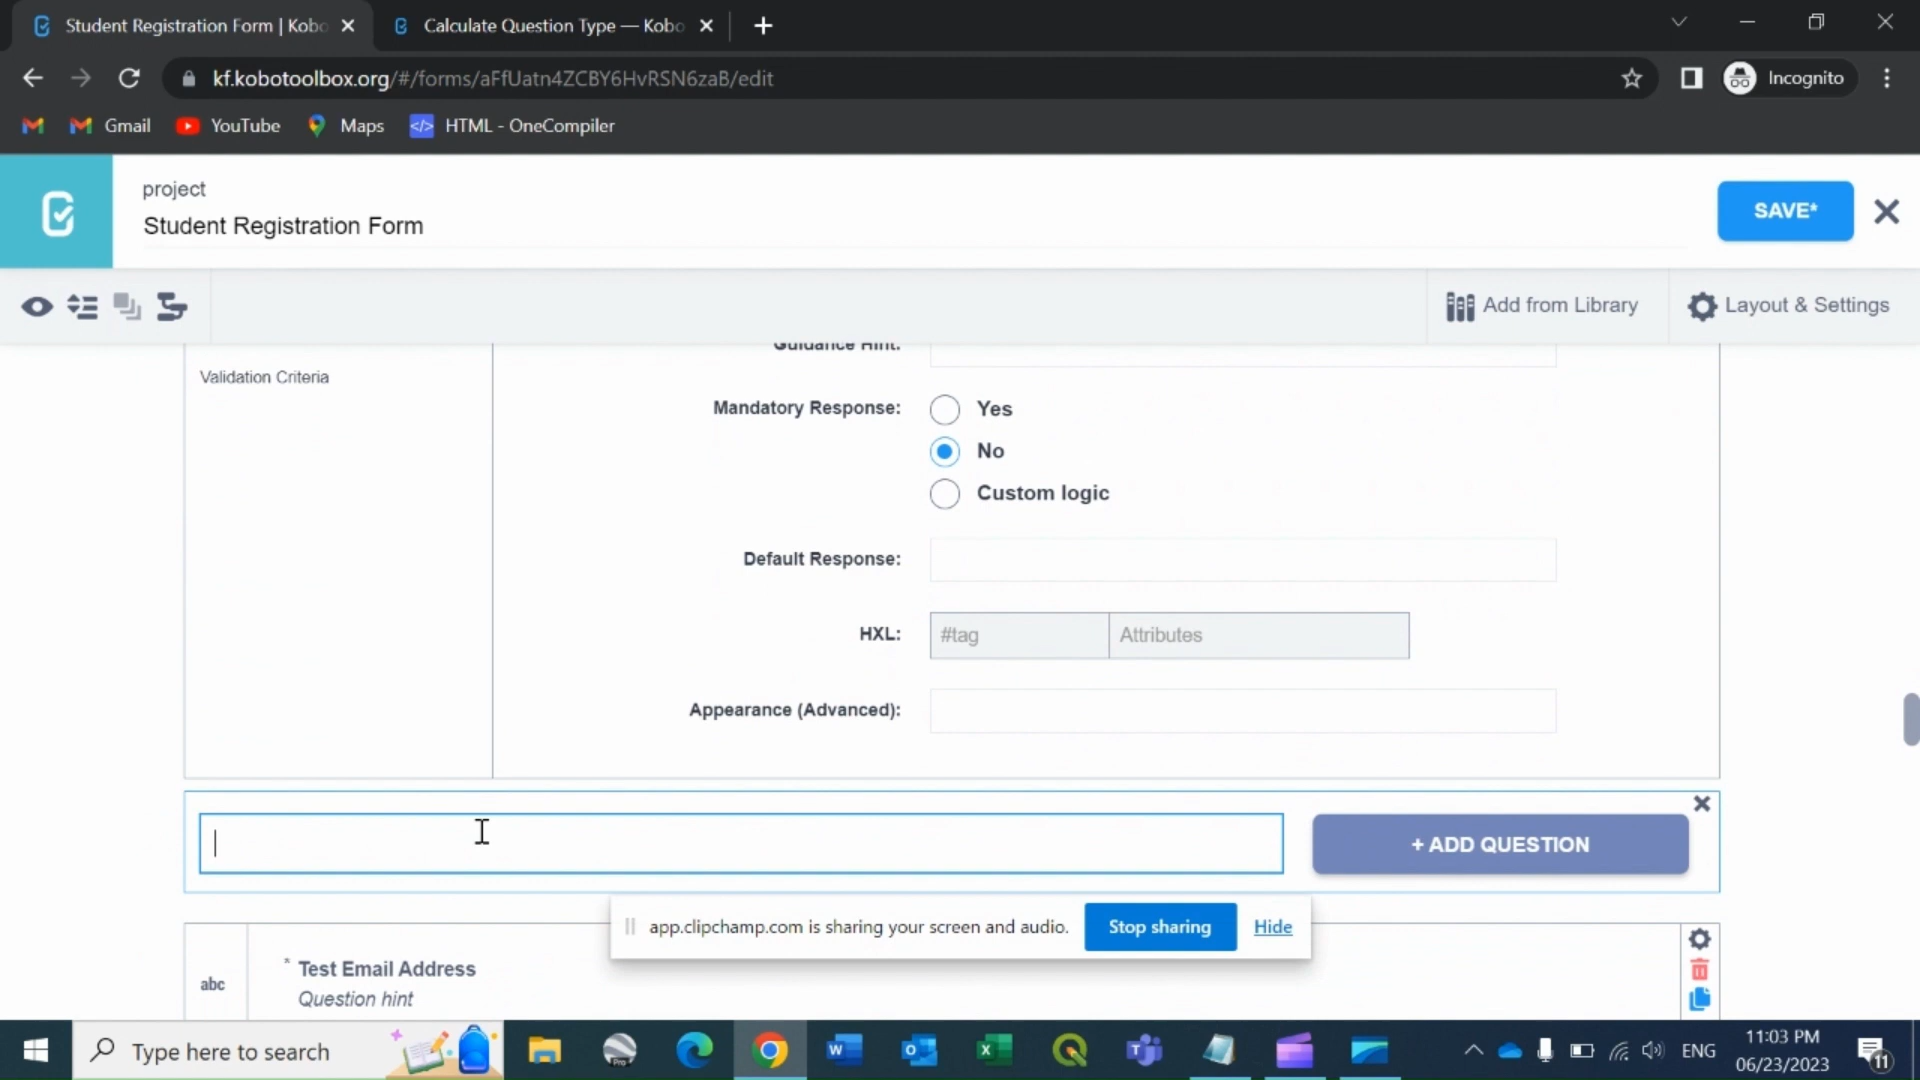 Student Registration Form | Kobo
Calculate Question Type — Kobo
kf.kobotoolbox.org/#/forms/aFfUatn4ZCBY6HvRSN6zaB/edit
Incognito
Gmail
YouTube
Maps
HTML - OneCompiler
project
Student Registration Form
SAVE*
Add from Library
Layout & Settings
Guidance Hint:
Validation Criteria
Mandatory Response:
Yes
No
Custom logic
Default Response:
HXL:
#tag
Attributes
Appearance (Advanced):
+ ADD QUESTION
app.clipchamp.com is sharing your screen and audio.
Stop sharing
Hide
abc
* Test Email Address
Question hint
Type here to search
ENG
11:03 PM
06/23/2023
11